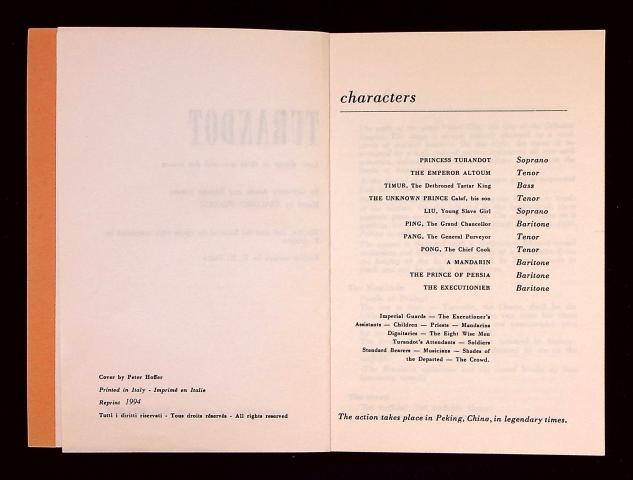 Cover by Peter Hoffer
Printed in Italy - Imprimé en Italie
Reprint 1994
Tutti i diritti riservati - Tous droits réservés - All rights reserved
characters
PRINCESS TURANDOT Soprano
THE EMPEROR ALTOUM Tenor
TIMUR, The Dethroned Tartar King Bass
THE UNKNOWN PRINCE Calaf, his son Tenor
LIU, Young Slave Girl Soprano
PING, The Grand Chancellor Baritone
PANG, The General Purveyor Tenor
PONG, The Chief Cook Tenor
A MANDARIN Baritone
THE PRINCE OF PERSIA Baritone
THE EXECUTIONIER Baritone
Imperial Guards — The Executioner's
Assistants — Children — Priests — Mandarins
Dignitaries — The Eight Wise Men
Turandot's Attendants — Soldiers
Standard Bearers — Musicians — Shades of
the Departed — The Crowd.
The action takes place in Peking, China, in legendary times.